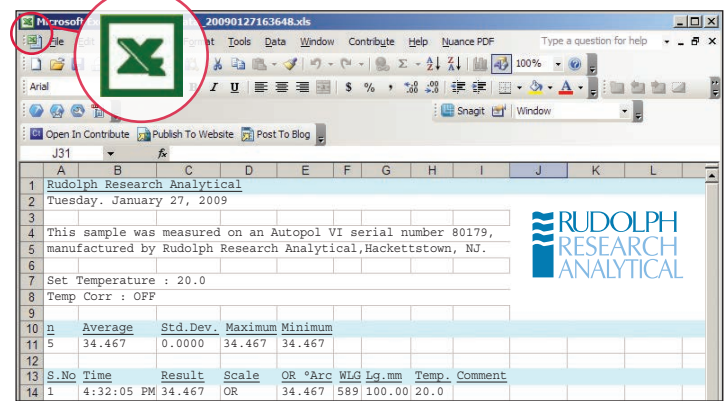 Microsoft 20090127163648.xls
File Format Tools Data Window Contribute Help Nuance PDF Type a question for help
Σ 100%
Arial I U $ % ,
Snagit Window
Open In Contribute Publish To Website Post To Blog
J31 fx
A B C D E F G H I J K L
1 Rudolph Research Analytical
2 Tuesday. January 27, 2009
3
4 This sample was measured on an Autopol VI serial number 80179,
5 manufactured by Rudolph Research Analytical,Hackettstown, NJ.
6
RUDOLPH
RESEARCH
ANALYTICAL
7 Set Temperature : 20.0
8 Temp Corr : OFF
9
10 n Average Std.Dev. Maximum Minimum
11 5 34.467 0.0000 34.467 34.467
12
13 S.No Time Result Scale OR °Arc WLG Lg.mm Temp. Comment
14 1 4:32:05 PM 34.467 OR 34.467 589 100.00 20.0